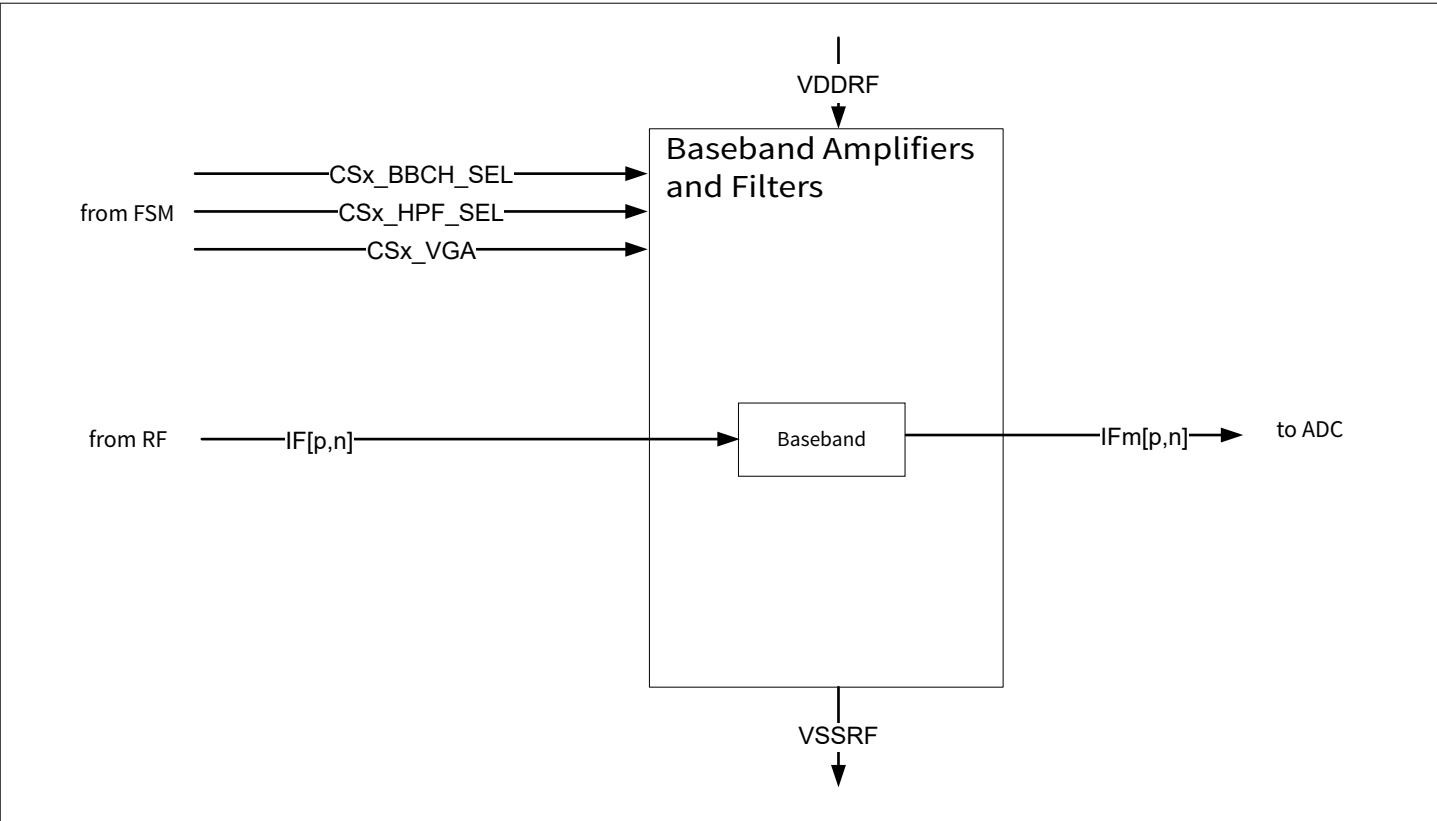 VDDRF
Baseband Amplifiers
and Filters
CSx_BBCH_SEL
from FSM
CSx_HPF_SEL
CSx_VGA
from RF
IF[p,n]
Baseband
IFm[p,n]
to ADC
VSSRF